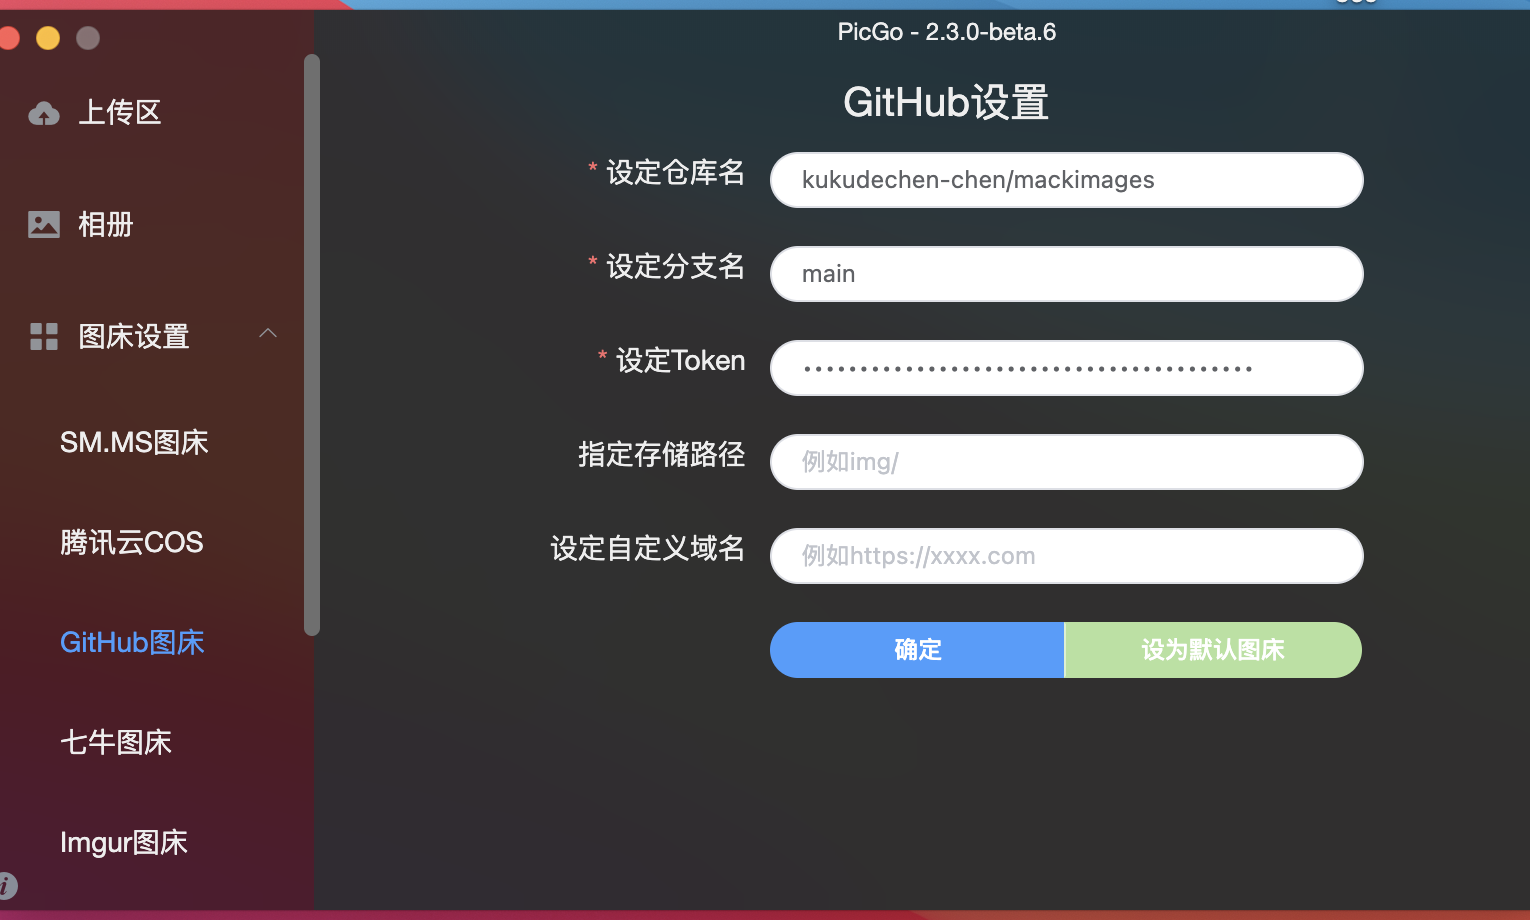 PicGo - 2.3.0-beta.6
上传区
相册
图床设置
SM.MS图床
腾讯云COS
GitHub图床
七牛图床
Imgur图床
GitHub设置
* 设定仓库名
kukudechen-chen/mackimages
* 设定分支名
main
* 设定Token
••••••••••••••••••••••••••••••••••••••••
指定存储路径
例如img/
设定自定义域名
例如https://xxxx.com
确定
设为默认图床